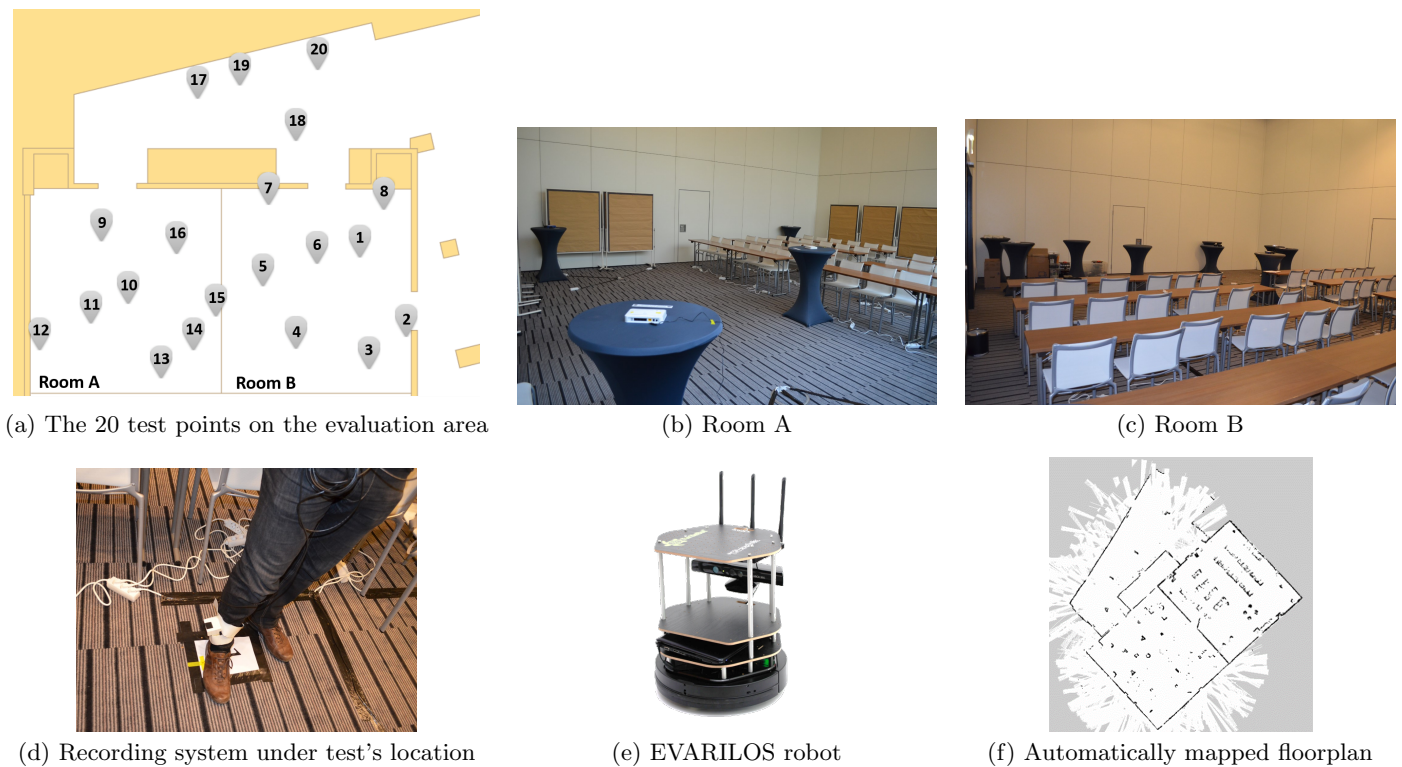 20
19
17
18
7
8
9
16
6
1
5
10
15
11
12
14
4
2
13
3
Room A
Room B
(a) The 20 test points on the evaluation area
(b) Room A
(c) Room B
(d) Recording system under test's location
(e) EVARILOS robot
(f) Automatically mapped floorplan